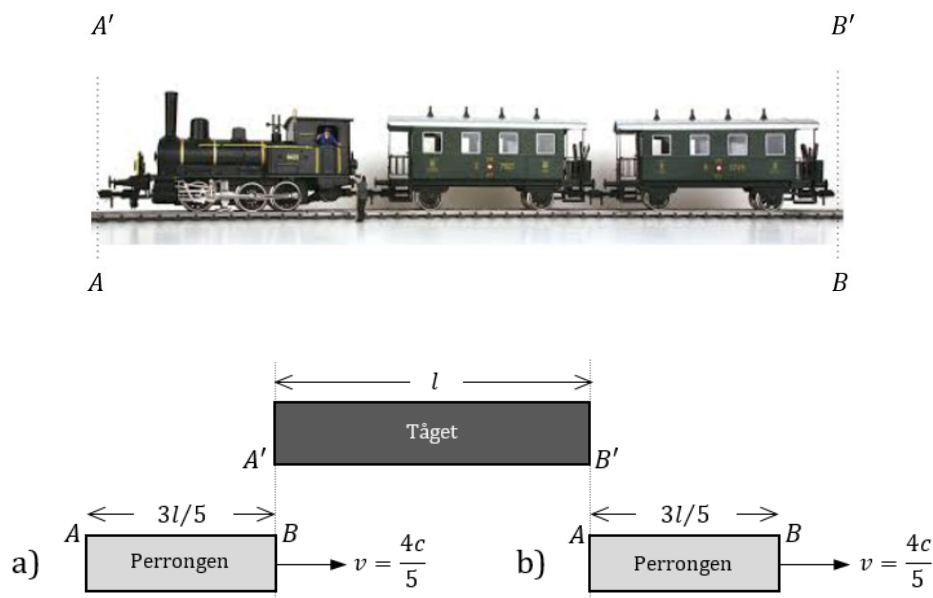 A′ B′
A B
l
Tåget
A′ B′
A 3l/5 B A 3l/5 B
a) Perrongen v = 4c/5 b) Perrongen v = 4c/5